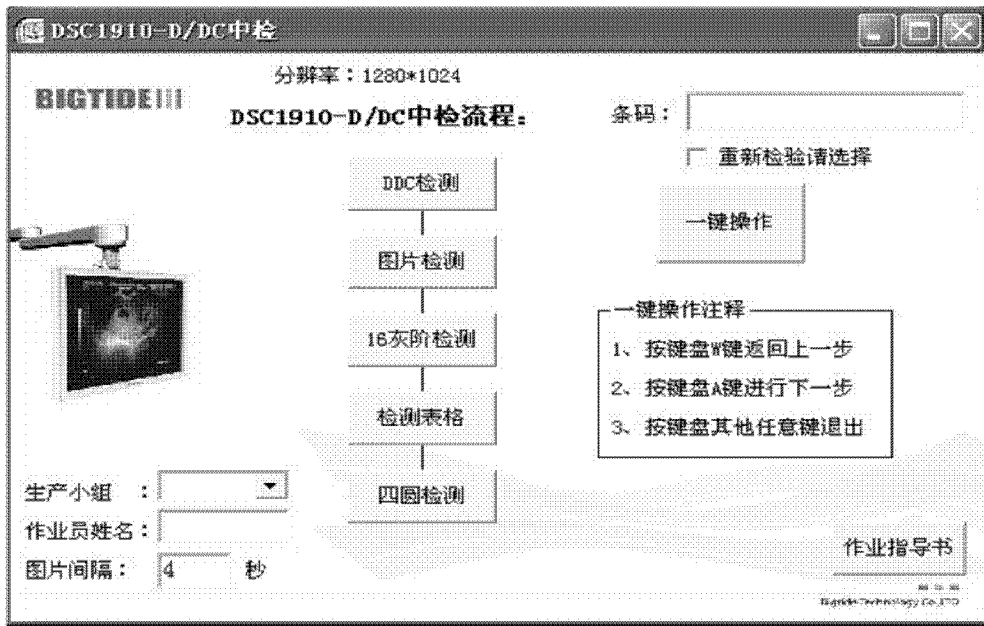 DSC1910-D/DC中检
分辨率：1280*1024
BIGTIDE
DSC1910-D/DC中检流程：
条码：
重新检验请选择
DDC检测
一键操作
图片检测
16灰阶检测
一键操作注释
1、按键盘W键返回上一步
2、按键盘A键进行下一步
3、按键盘其他任意键退出
检测表格
四圆检测
生产小组 ：
作业员姓名：
图片间隔： 4 秒
作业指导书
Bigtide Technology Co.,LTD